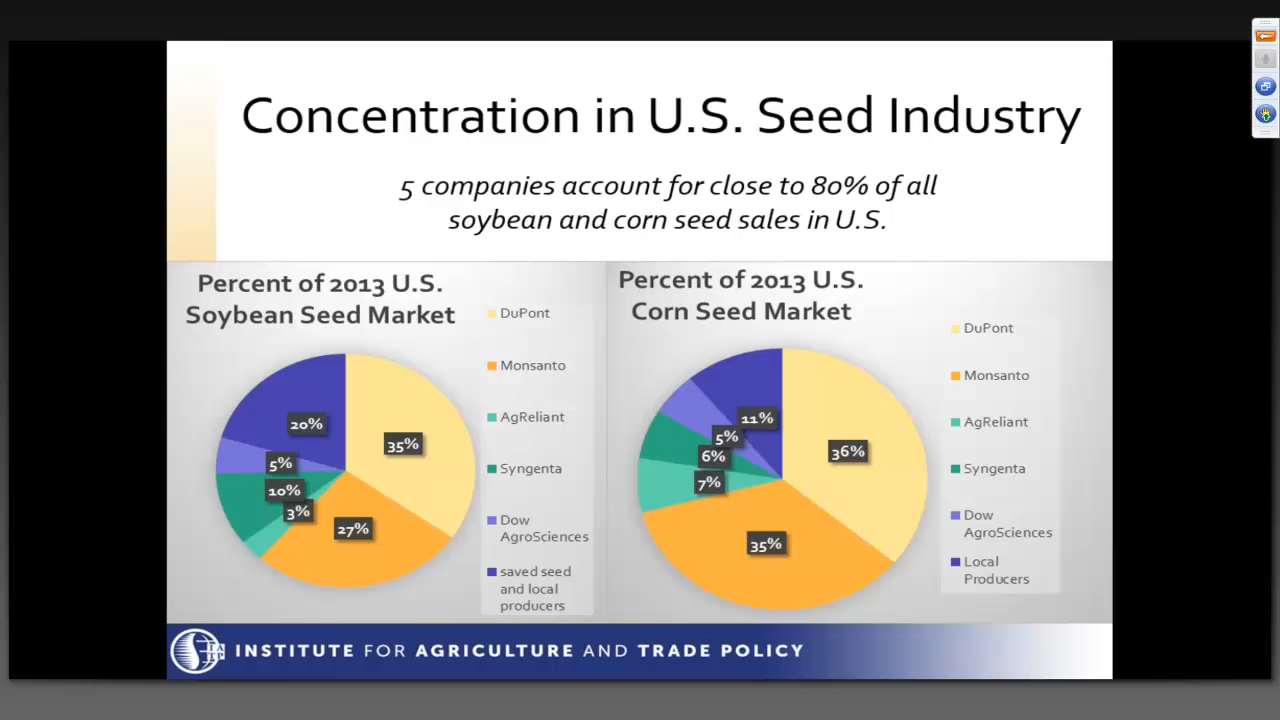 Concentration in U.S. Seed Industry
5 companies account for close to 80% of all
soybean and corn seed sales in U.S.
Percent of 2013 U.S.
Soybean Seed Market
DuPont
Monsanto
AgReliant
Syngenta
Dow
AgroSciences
saved seed
and local
producers
35%
27%
3%
10%
5%
20%
Percent of 2013 U.S.
Corn Seed Market
DuPont
Monsanto
AgReliant
Syngenta
Dow
AgroSciences
Local
Producers
36%
35%
7%
6%
5%
11%
INSTITUTE FOR AGRICULTURE AND TRADE POLICY